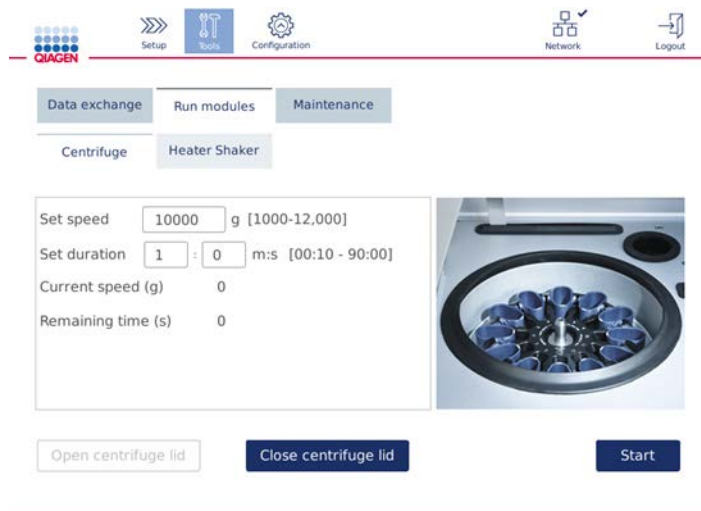 QIAGEN
Setup
Tools
Configuration
Network
Logout
Data exchange
Run modules
Maintenance
Centrifuge
Heater Shaker
Set speed 10000 g [1000-12,000]
Set duration 1 : 0 m:s [00:10 - 90:00]
Current speed (g) 0
Remaining time (s) 0
Open centrifuge lid
Close centrifuge lid
Start